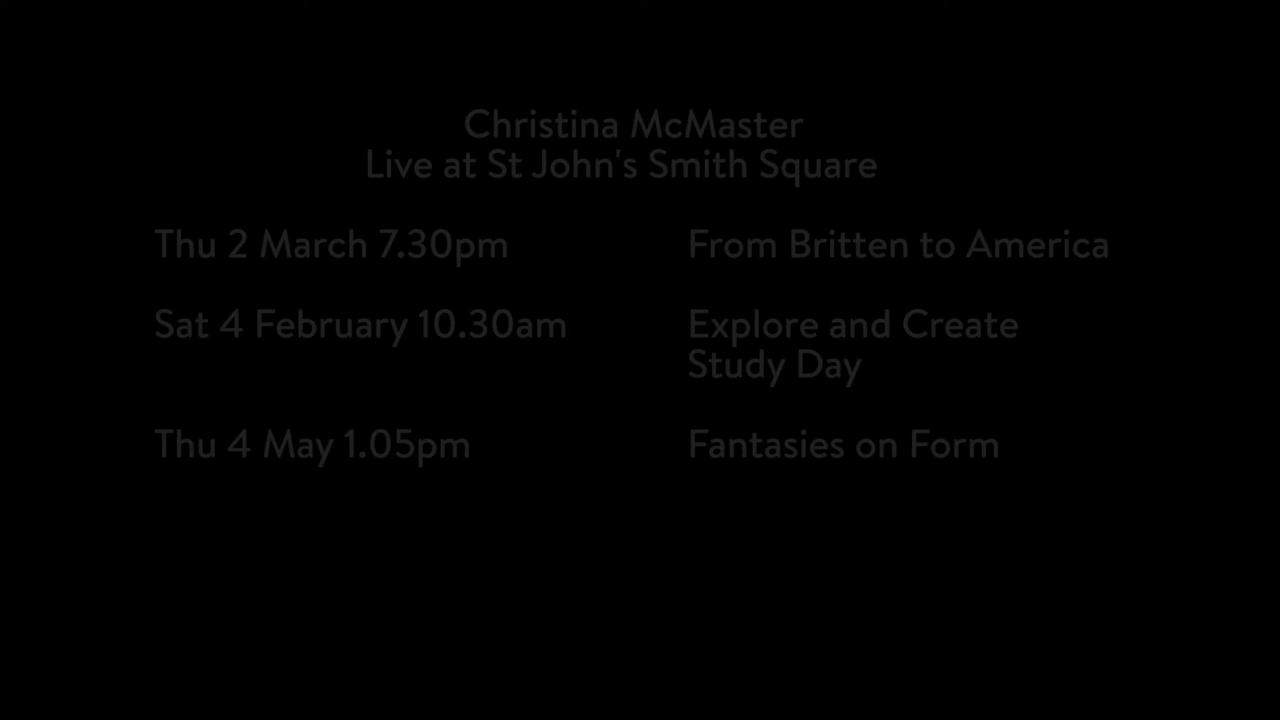 Christina McMaster
Live at St John's Smith Square
Thu 2 March 7.30pm From Britten to America
Sat 4 February 10.30am Explore and Create
Study Day
Thu 4 May 1.05pm Fantasies on Form